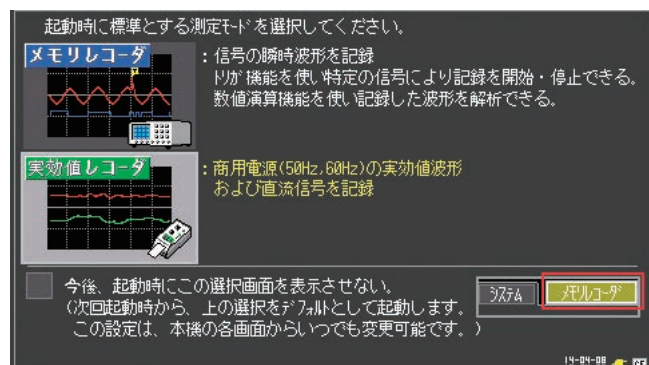 起動時に標準とする測定ﾓｰﾄﾞを選択してください。
メモリレコーダ
：信号の瞬時波形を記録
ﾄﾘｶﾞ機能を使い特定の信号により記録を開始・停止できる。
数値演算機能を使い記録した波形を解析できる。
実効値レコーダ
：商用電源(50Hz,60Hz)の実効値波形
および直流信号を記録
今後、起動時にこの選択画面を表示させない。
(次回起動時から、上の選択をﾃﾞﾌｫﾙﾄとして起動します。
この設定は、本機の各画面からいつでも変更可能です。)
ｼｽﾃﾑ
ﾒﾓﾘﾚｺｰﾀﾞ
14-04-08
CF